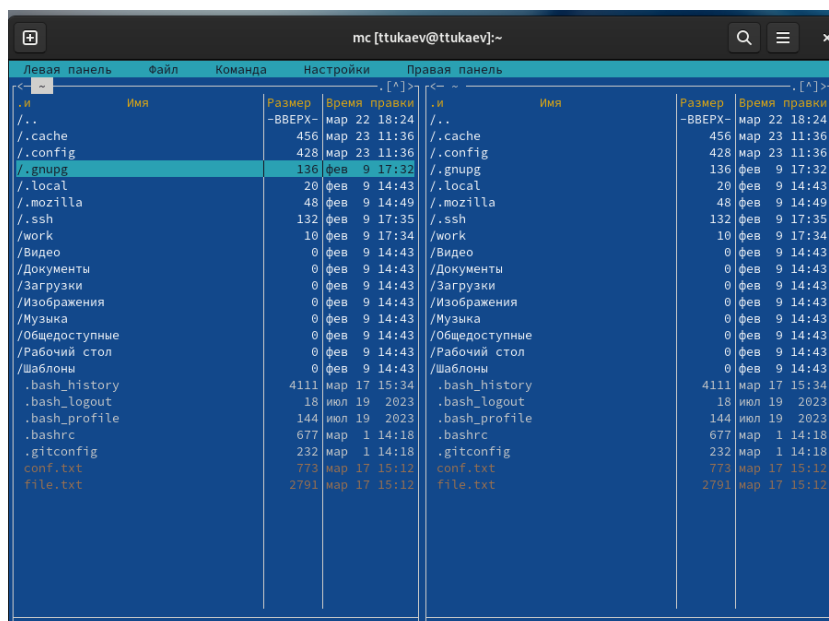 mc [ttukaev@ttukaev]:~
Левая панель Файл Команда Настройки Правая панель
<— ~ .[^]> <— ~ .[^]>
.и Имя Размер Время правки .и Имя Размер Время правки
/.. -ВВЕРХ- мар 22 18:24 /.. -ВВЕРХ- мар 22 18:24
/.cache 456 мар 23 11:36 /.cache 456 мар 23 11:36
/.config 428 мар 23 11:36 /.config 428 мар 23 11:36
/.gnupg 136 фев 9 17:32 /.gnupg 136 фев 9 17:32
/.local 20 фев 9 14:43 /.local 20 фев 9 14:43
/.mozilla 48 фев 9 14:49 /.mozilla 48 фев 9 14:49
/.ssh 132 фев 9 17:35 /.ssh 132 фев 9 17:35
/work 10 фев 9 17:34 /work 10 фев 9 17:34
/Видео 0 фев 9 14:43 /Видео 0 фев 9 14:43
/Документы 0 фев 9 14:43 /Документы 0 фев 9 14:43
/Загрузки 0 фев 9 14:43 /Загрузки 0 фев 9 14:43
/Изображения 0 фев 9 14:43 /Изображения 0 фев 9 14:43
/Музыка 0 фев 9 14:43 /Музыка 0 фев 9 14:43
/Общедоступные 0 фев 9 14:43 /Общедоступные 0 фев 9 14:43
/Рабочий стол 0 фев 9 14:43 /Рабочий стол 0 фев 9 14:43
/Шаблоны 0 фев 9 14:43 /Шаблоны 0 фев 9 14:43
.bash_history 4111 мар 17 15:34 .bash_history 4111 мар 17 15:34
.bash_logout 18 июл 19 2023 .bash_logout 18 июл 19 2023
.bash_profile 144 июл 19 2023 .bash_profile 144 июл 19 2023
.bashrc 677 мар 1 14:18 .bashrc 677 мар 1 14:18
.gitconfig 232 мар 1 14:18 .gitconfig 232 мар 1 14:18
conf.txt 773 мар 17 15:12 conf.txt 773 мар 17 15:12
file.txt 2791 мар 17 15:12 file.txt 2791 мар 17 15:12